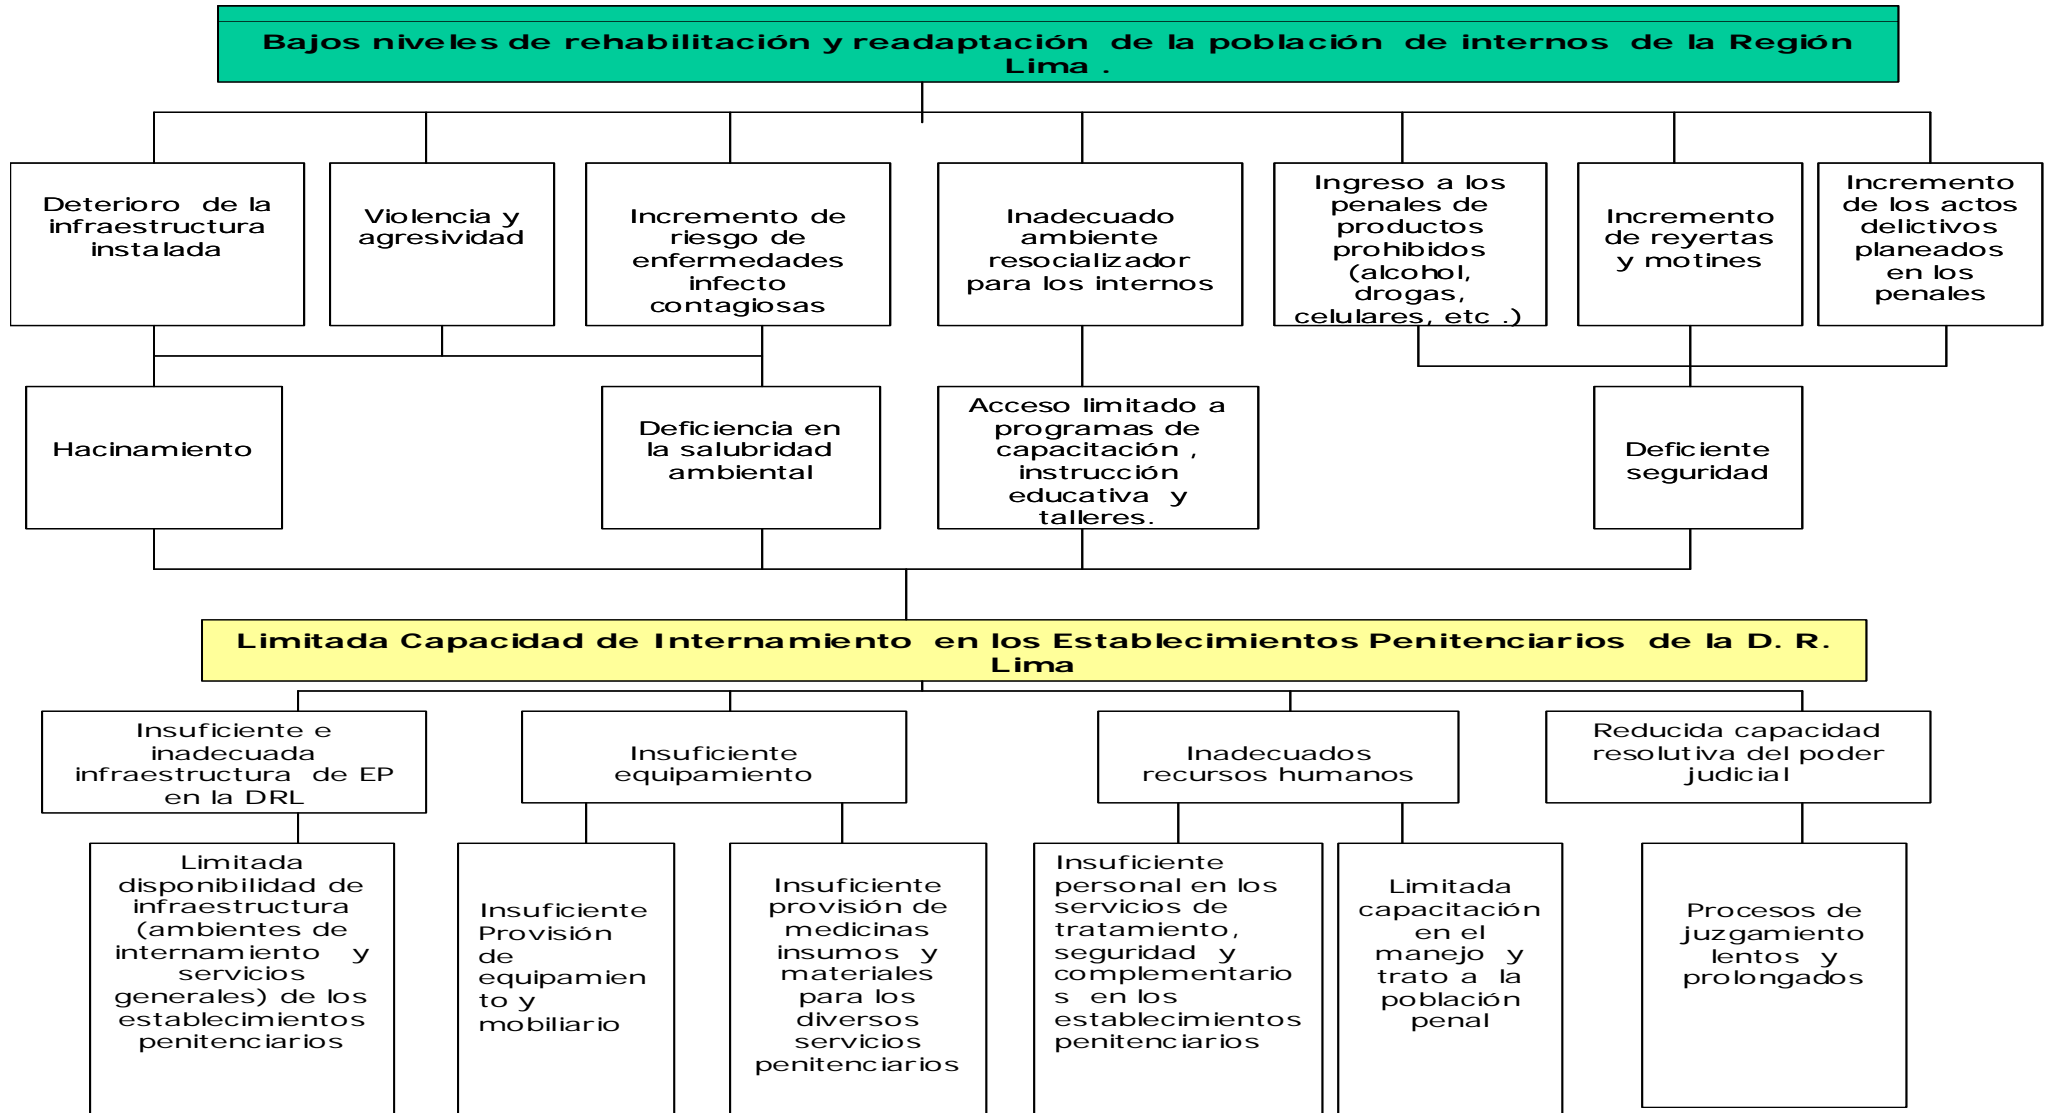 Bajos niveles de rehabilitación y readaptación de la población de internos de la Región
Lima .
Deterioro de la
infraestructura
instalada
Violencia y
agresividad
Incremento de
riesgo de
enfermedades
infecto
contagiosas
Inadecuado
ambiente
resocializador
para los internos
Ingreso a los
penales de
productos
prohibidos
(alcohol,
drogas,
celulares, etc .)
Incremento
de reyertas
y motines
Incremento
de los actos
delictivos
planeados
en los
penales
Hacinamiento
Deficiencia en
la salubridad
ambiental
Acceso limitado a
programas de
capacitación ,
instrucción
educativa y
talleres.
Deficiente
seguridad
Limitada Capacidad de Internamiento en los Establecimientos Penitenciarios de la D. R.
Lima
Insuficiente e
inadecuada
infraestructura de EP
en la DRL
Insuficiente
equipamiento
Inadecuados
recursos humanos
Reducida capacidad
resolutiva del poder
judicial
Limitada
disponibilidad de
infraestructura
(ambientes de
internamiento y
servicios
generales) de los
establecimientos
penitenciarios
Insuficiente
Provisión
de
equipamien
to y
mobiliario
Insuficiente
provisión de
medicinas
insumos y
materiales
para los
diversos
servicios
penitenciarios
Insuficiente
personal en los
servicios de
tratamiento,
seguridad y
complementario
s en los
establecimientos
penitenciarios
Limitada
capacitación
en el
manejo y
trato a la
población
penal
Procesos de
juzgamiento
lentos y
prolongados